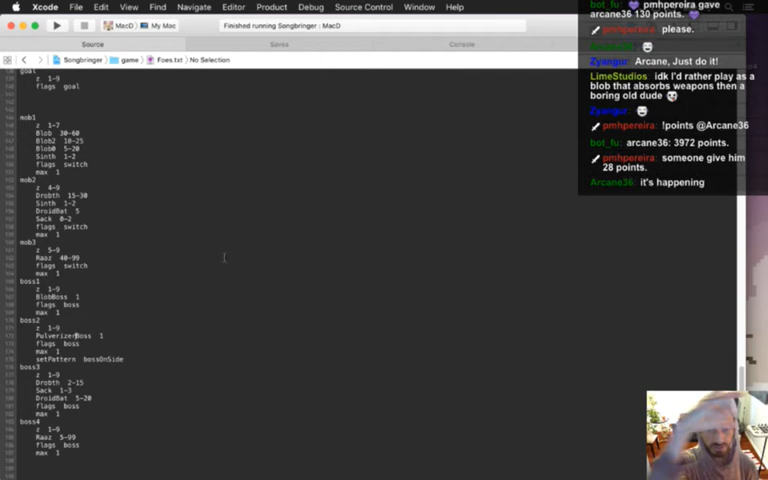 Xcode File Edit View Find Navigate Editor Product Debug Source Control Window Help
MacD My Mac
Finished running Songbringer : MacD
Source Saves Console
Songbringer game Foes.txt No Selection
goal
z 1-9
flags goal
mob1
z 1-7
Blob 30-60
Blob2 10-25
Blob0 5-20
Sinth 1-2
flags switch
max 1
mob2
z 4-9
Drobth 15-30
Sinth 1-2
DroidBat 5
Sack 0-2
flags switch
max 1
mob3
z 5-9
Raoz 40-99
flags switch
max 1
boss1
z 1-9
BlobBoss 1
flags boss
max 1
boss2
z 1-9
PulverizerBoss 1
flags boss
max 1
setPattern bossOnSide
boss3
z 1-9
Drobth 2-15
Sack 1-3
DroidBat 5-20
flags boss
max 1
boss4
z 1-9
Raoz 5-99
flags boss
max 1
bot_fu: pmhpereira gave
arcane36 130 points.
pmhpereira: please.
Arcane36:
Zyangur: Arcane, Just do it!
LimeStudios: idk I'd rather play as a
blob that absorbs weapons then a
boring old dude
Zyangur:
pmhpereira: !points @Arcane36
bot_fu: arcane36: 3972 points.
pmhpereira: someone give him
28 points.
Arcane36: it's happening